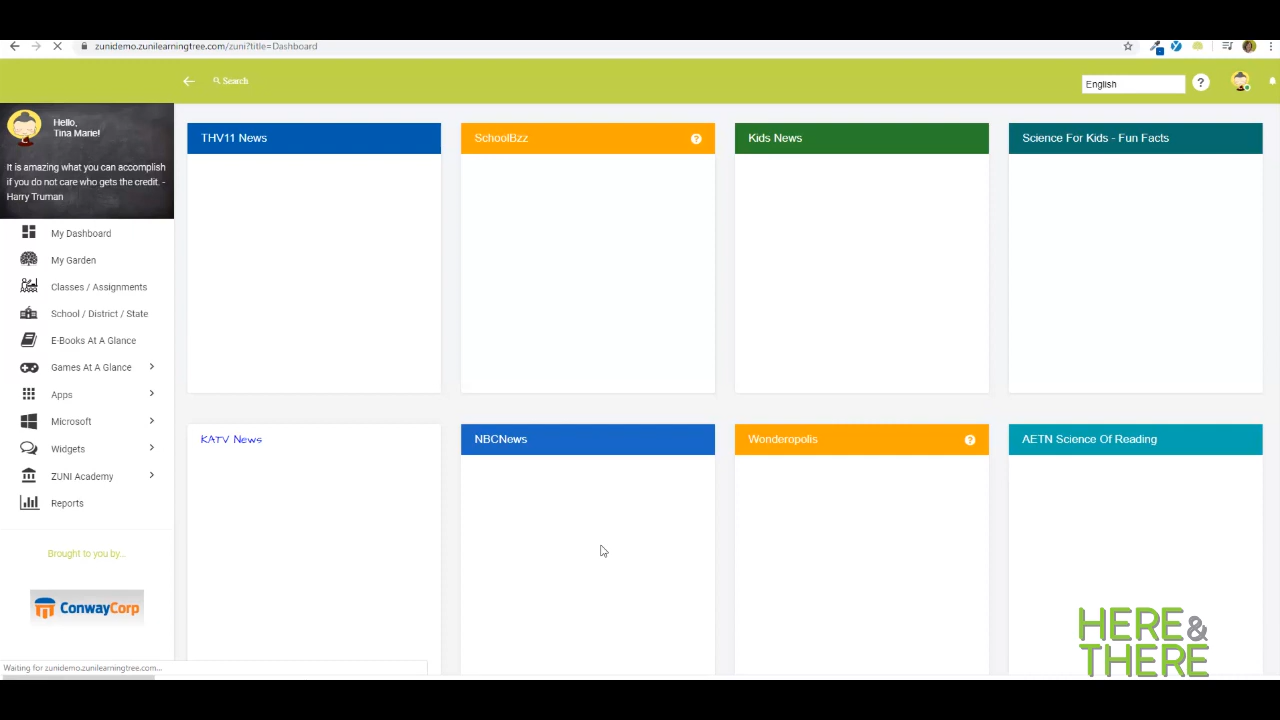 zunidemo.zunilearningtree.com/zuni?title=Dashboard
Search
English
?
Hello,
Tina Marie!
It is amazing what you can accomplish
if you do not care who gets the credit. -
Harry Truman
My Dashboard
My Garden
Classes / Assignments
School / District / State
E-Books At A Glance
Games At A Glance
Apps
Microsoft
Widgets
ZUNI Academy
Reports
Brought to you by...
ConwayCorp
Waiting for zunidemo.zunilearningtree.com...
THV11 News
SchoolBzz
?
Kids News
Science For Kids - Fun Facts
KATV News
NBCNews
Wonderopolis
?
AETN Science Of Reading
HERE &
THERE